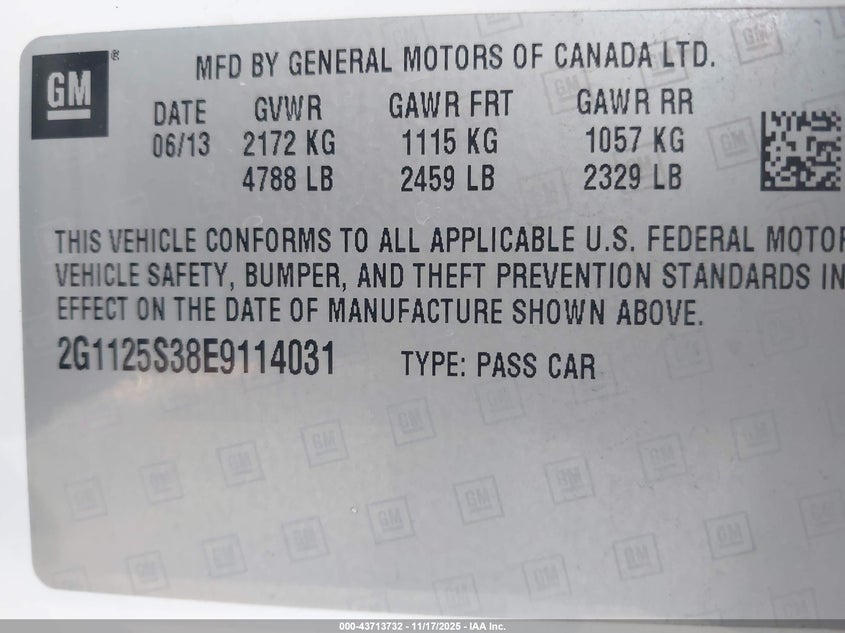 GM ®
MFD BY GENERAL MOTORS OF CANADA LTD.
DATE GVWR GAWR FRT GAWR RR
06/13 2172 KG 1115 KG 1057 KG
4788 LB 2459 LB 2329 LB
THIS VEHICLE CONFORMS TO ALL APPLICABLE U.S. FEDERAL MOTOR
VEHICLE SAFETY, BUMPER, AND THEFT PREVENTION STANDARDS IN
EFFECT ON THE DATE OF MANUFACTURE SHOWN ABOVE.
2G1125S38E9114031 TYPE: PASS CAR
000-43713732 - 11/17/2025 - IAA Inc.